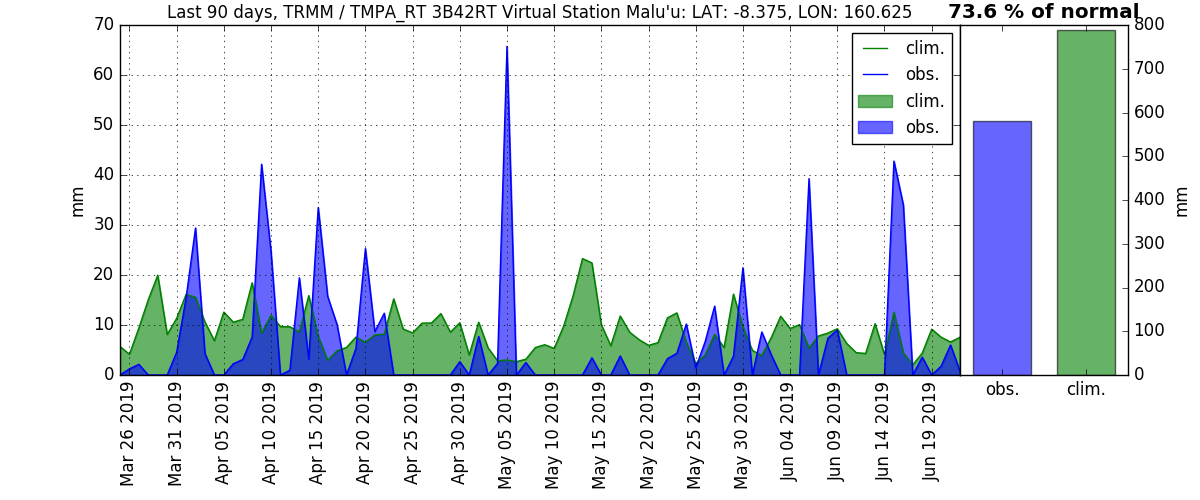 Last 90 days, TRMM / TMPA_RT 3B42RT Virtual Station Malu'u: LAT: -8.375, LON: 160.625
73.6 % of normal
70
60
50
40
30
20
10
0
mm
clim.
obs.
clim.
obs.
800
700
600
500
400
300
200
100
0
mm
Mar 26 2019
Mar 31 2019
Apr 05 2019
Apr 10 2019
Apr 15 2019
Apr 20 2019
Apr 25 2019
Apr 30 2019
May 05 2019
May 10 2019
May 15 2019
May 20 2019
May 25 2019
May 30 2019
Jun 04 2019
Jun 09 2019
Jun 14 2019
Jun 19 2019
obs.
clim.